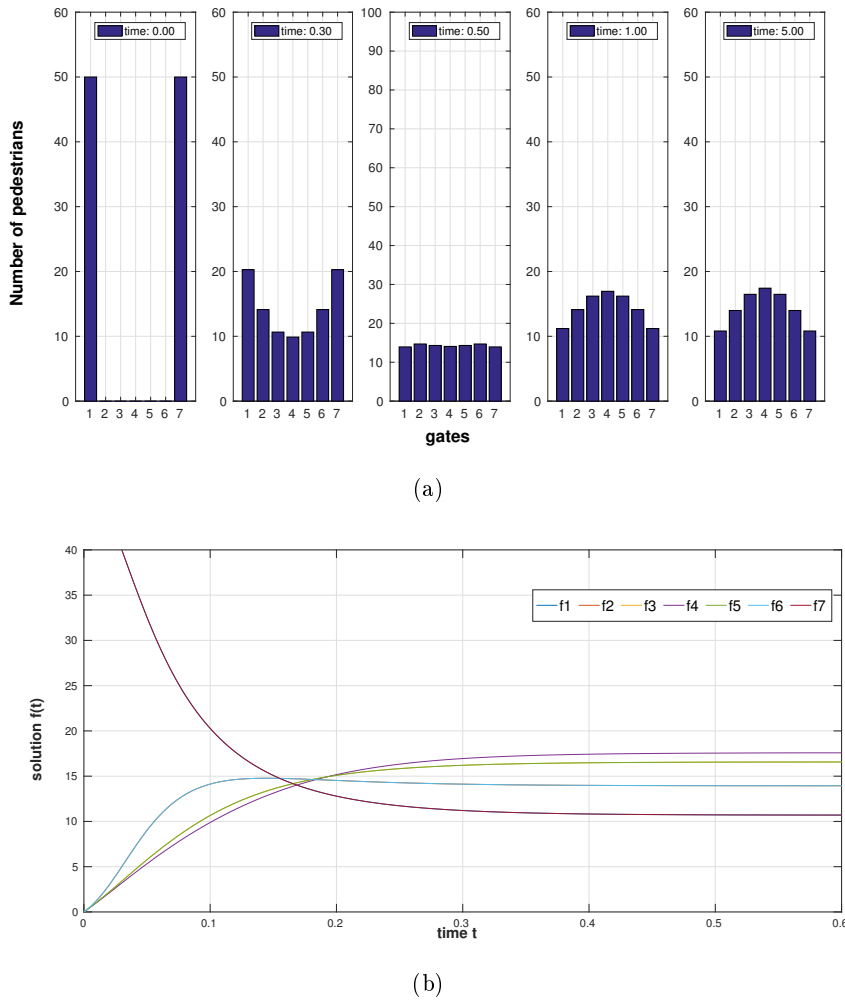 time: 0.00
time: 0.30
time: 0.50
time: 1.00
time: 5.00
Number of pedestrians
60 50 40 30 20 10 0
60 50 40 30 20 10 0
100 90 80 70 60 50 40 30 20 10 0
60 50 40 30 20 10 0
60 50 40 30 20 10 0
1 2 3 4 5 6 7
1 2 3 4 5 6 7
1 2 3 4 5 6 7
1 2 3 4 5 6 7
1 2 3 4 5 6 7
gates
(a)
solution f(t)
40
35
30
25
20
15
10
5
0
f1 f2 f3 f4 f5 f6 f7
0 0.1 0.2 0.3 0.4 0.5 0.6
time t
(b)